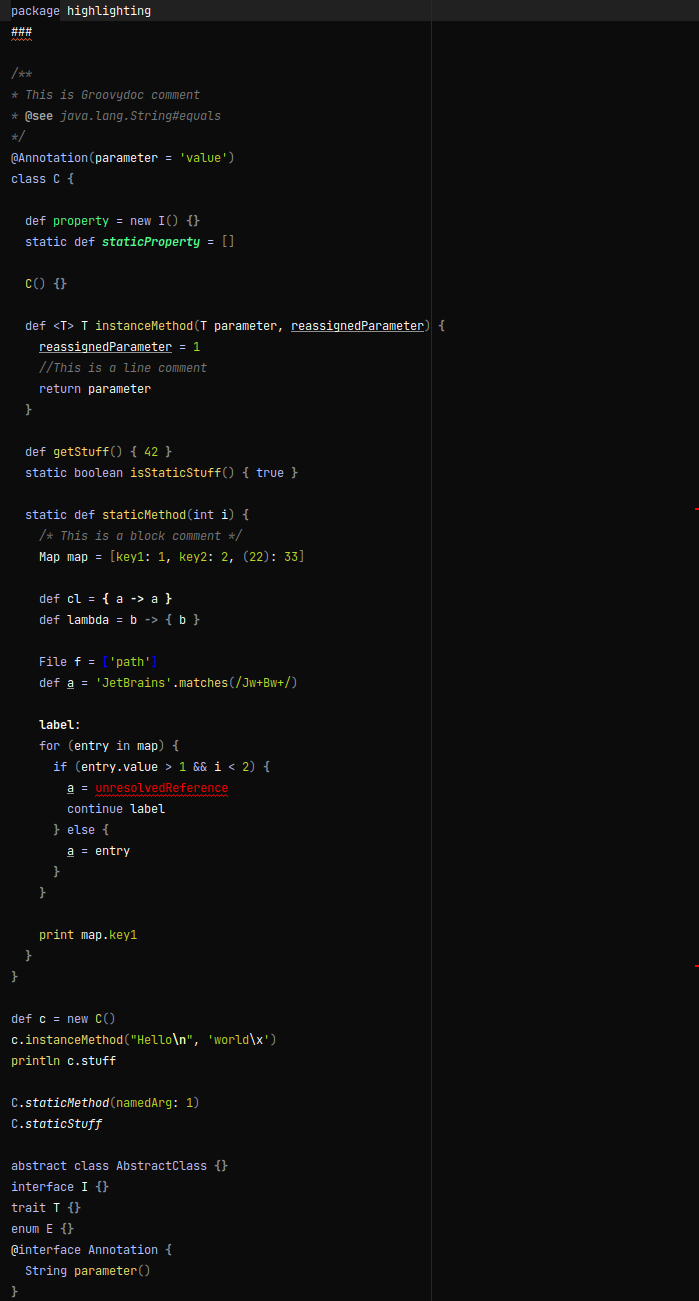 package highlighting
###
/**
* This is Groovydoc comment
* @see java.lang.String#equals
*/
@Annotation(parameter = 'value')
class C {
  def property = new I() {}
  static def staticProperty = []
  C() {}
  def <T> T instanceMethod(T parameter, reassignedParameter) {
    reassignedParameter = 1
    //This is a line comment
    return parameter
  }
  def getStuff() { 42 }
  static boolean isStaticStuff() { true }
  static def staticMethod(int i) {
    /* This is a block comment */
    Map map = [key1: 1, key2: 2, (22): 33]
    def cl = { a -> a }
    def lambda = b -> { b }
    File f = ['path']
    def a = 'JetBrains'.matches(/Jw+Bw+/)
    label:
    for (entry in map) {
      if (entry.value > 1 && i < 2) {
        a = unresolvedReference
        continue label
      } else {
        a = entry
      }
    }
    print map.key1
  }
}
def c = new C()
c.instanceMethod("Hello\n", 'world\x')
println c.stuff
C.staticMethod(namedArg: 1)
C.staticStuff
abstract class AbstractClass {}
interface I {}
trait T {}
enum E {}
@interface Annotation {
  String parameter()
}